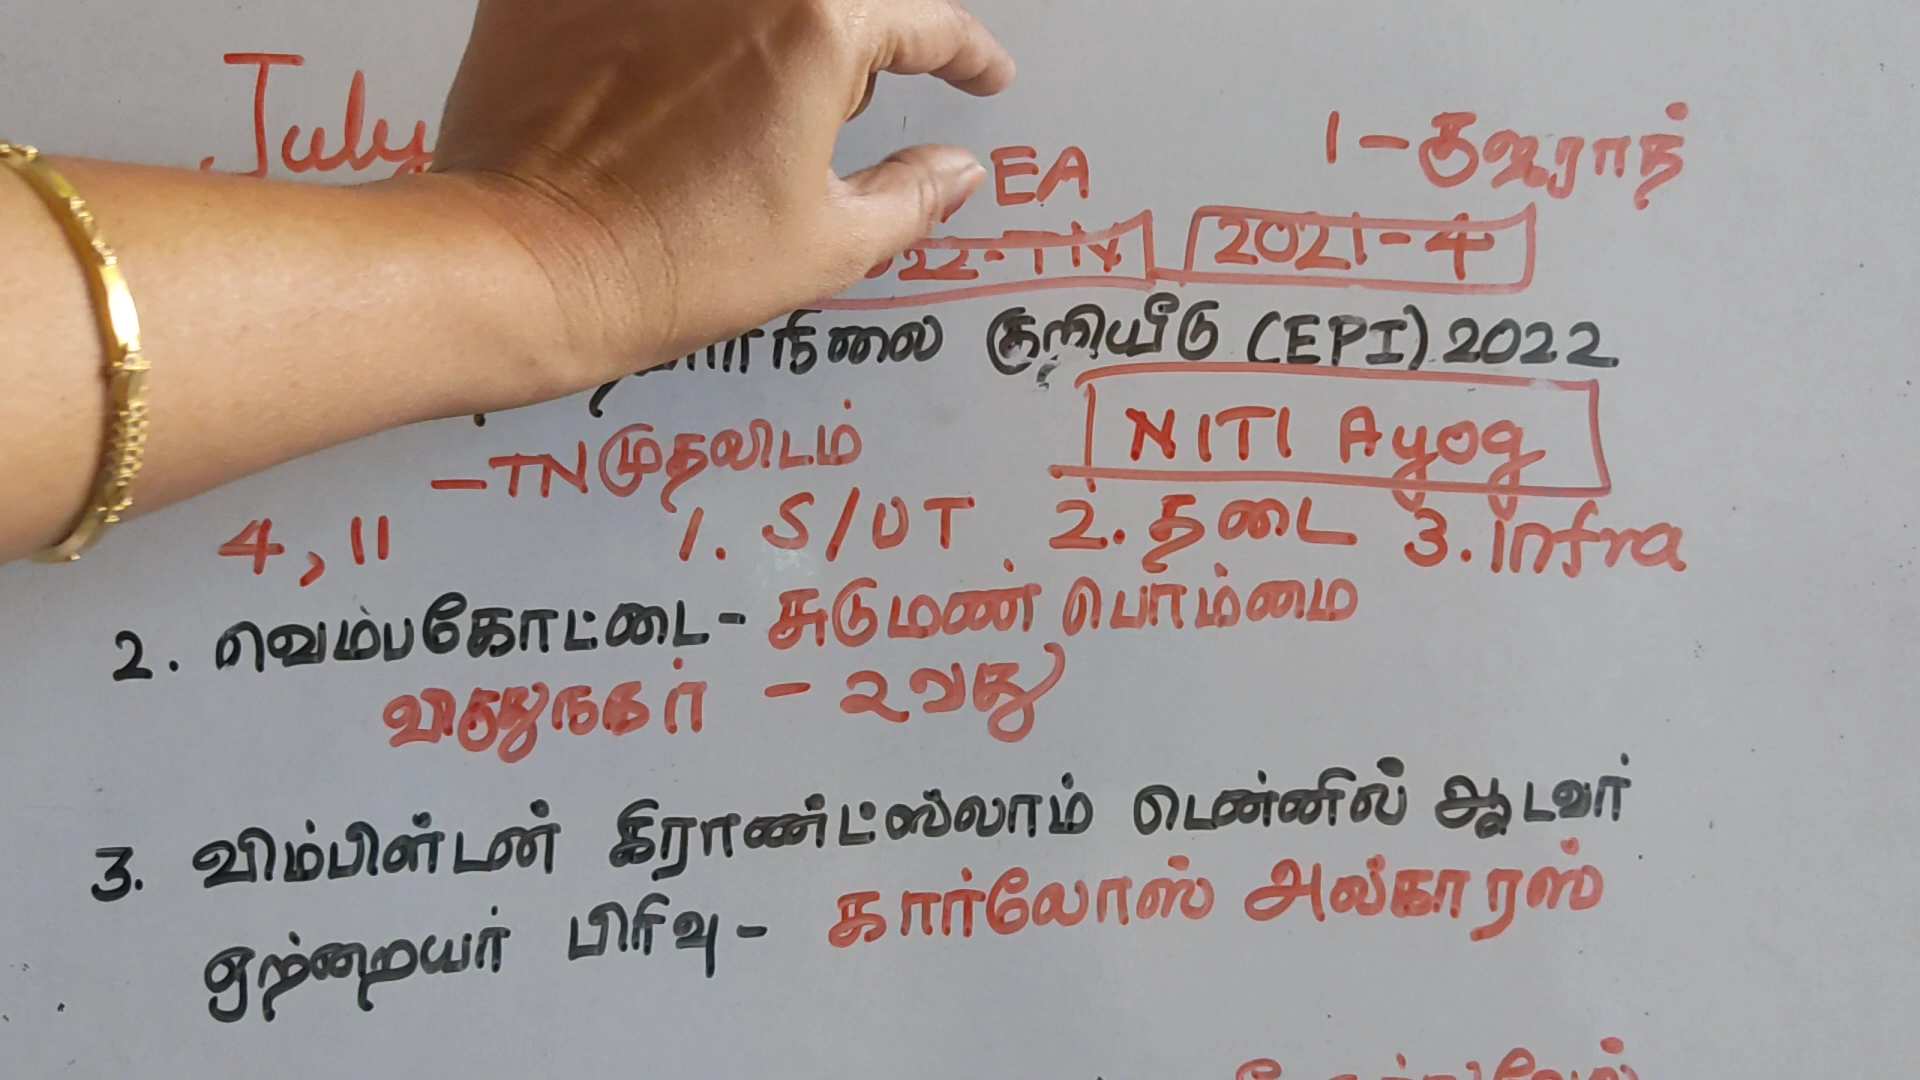 July
EA 1-குஜராத்
2021-4
குறியீடு (EPI) 2022
-TN முதலிடம் NITI Ayog
4, 11 1. S/UT 2. தடை 3. Infra
2. வெம்பகோட்டை- சுடுமண் பொம்மை
விருதுநகர் - 2வது
3. விம்பிள்டன் கிராண்ட்ஸ்லாம் டென்னில் ஆடவர்
ஒற்றையர் பிரிவு- கார்லோஸ் அல்காரஸ்